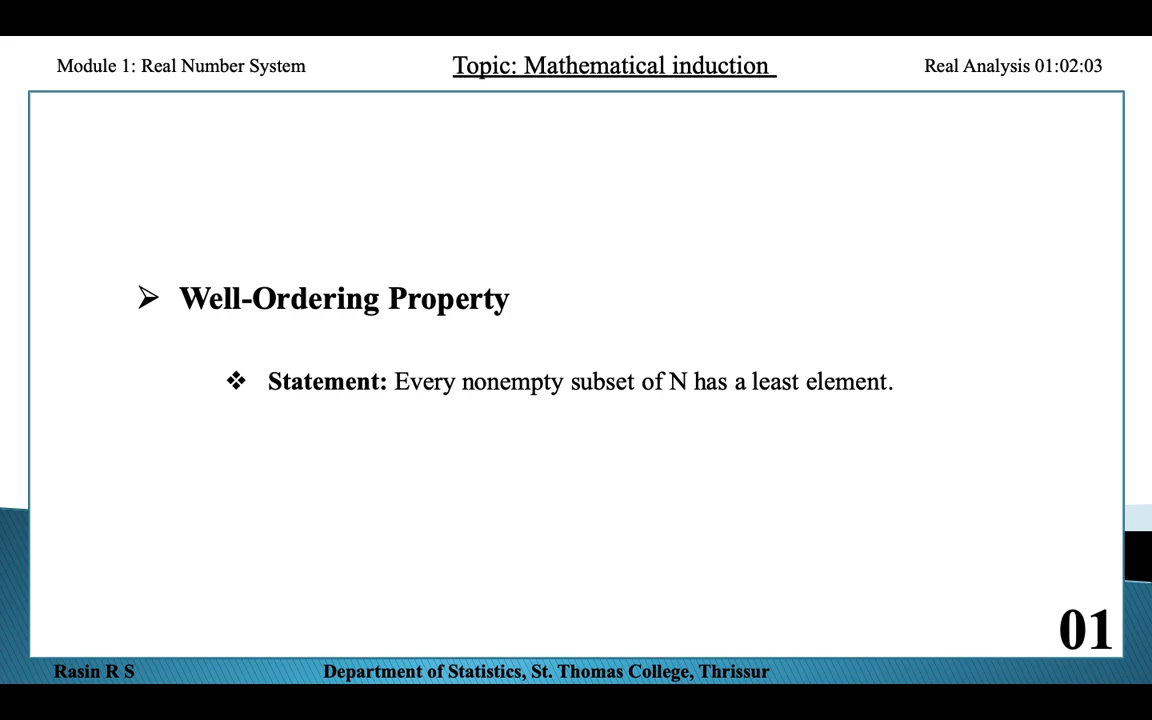 Module 1: Real Number System
Topic: Mathematical induction
Real Analysis 01:02:03
➢ Well-Ordering Property
❖ Statement: Every nonempty subset of N has a least element.
01
Rasin R S
Department of Statistics, St. Thomas College, Thrissur